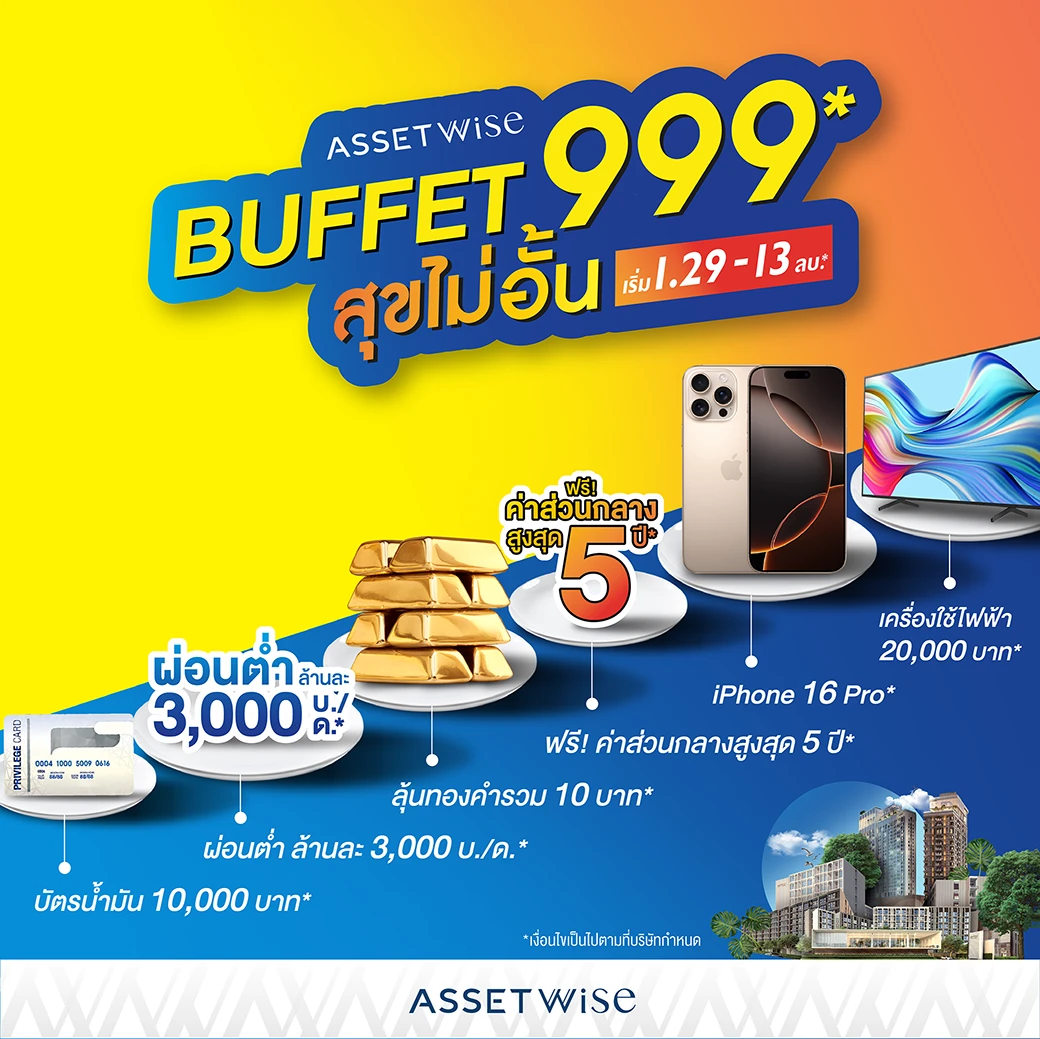 ASSETWISE
BUFFET 999*
สุขไม่อั้น
เริ่ม 1.29 - 13 ลบ.*
ฟรี!
ค่าส่วนกลาง
สูงสุด 5 ปี*
เครื่องใช้ไฟฟ้า
20,000 บาท*
iPhone 16 Pro*
ฟรี! ค่าส่วนกลางสูงสุด 5 ปี*
ผ่อนต่ำ ล้านละ
3,000 บ./ด.*
ลุ้นทองคำรวม 10 บาท*
PRIVILEGE CARD
0004 1000 5009 0616
88/88 88/88
ผ่อนต่ำ ล้านละ 3,000 บ./ด.*
บัตรน้ำมัน 10,000 บาท*
*เงื่อนไขเป็นไปตามที่บริษัทกำหนด
ASSETWISE